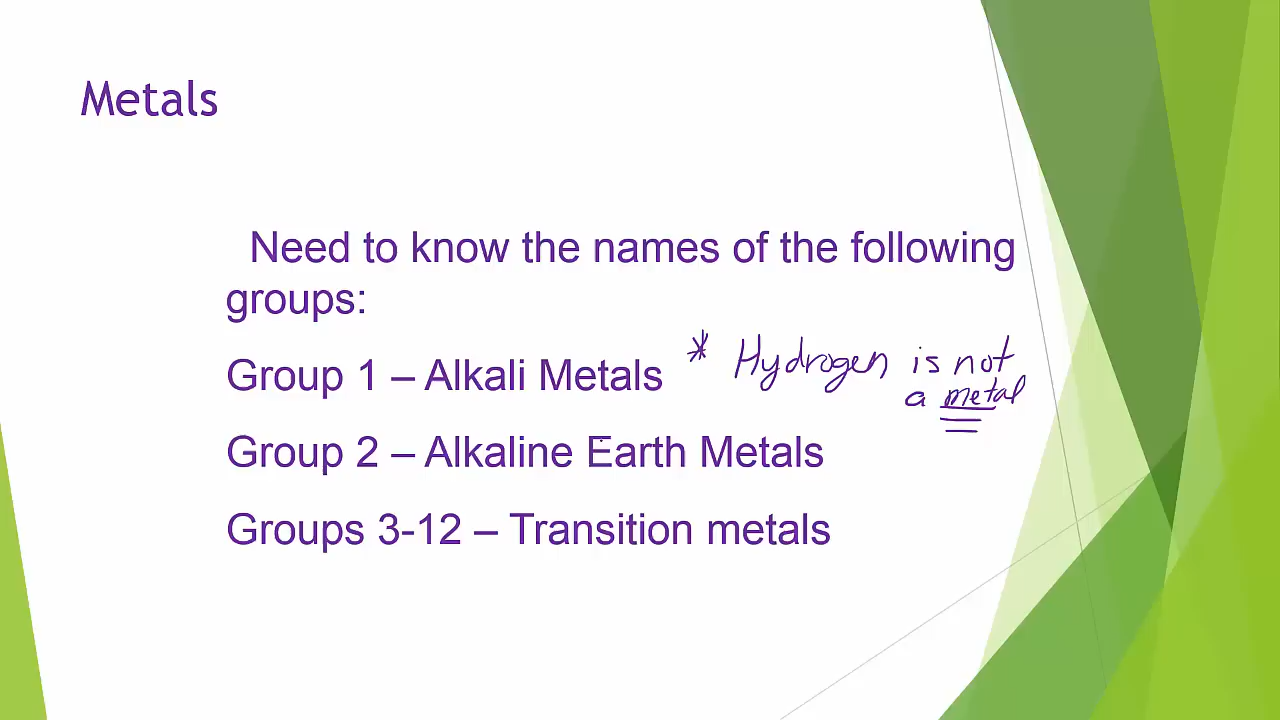 Metals
Need to know the names of the following
groups:
Group 1 – Alkali Metals * Hydrogen is not
a metal
Group 2 – Alkaline Earth Metals
Groups 3-12 – Transition metals